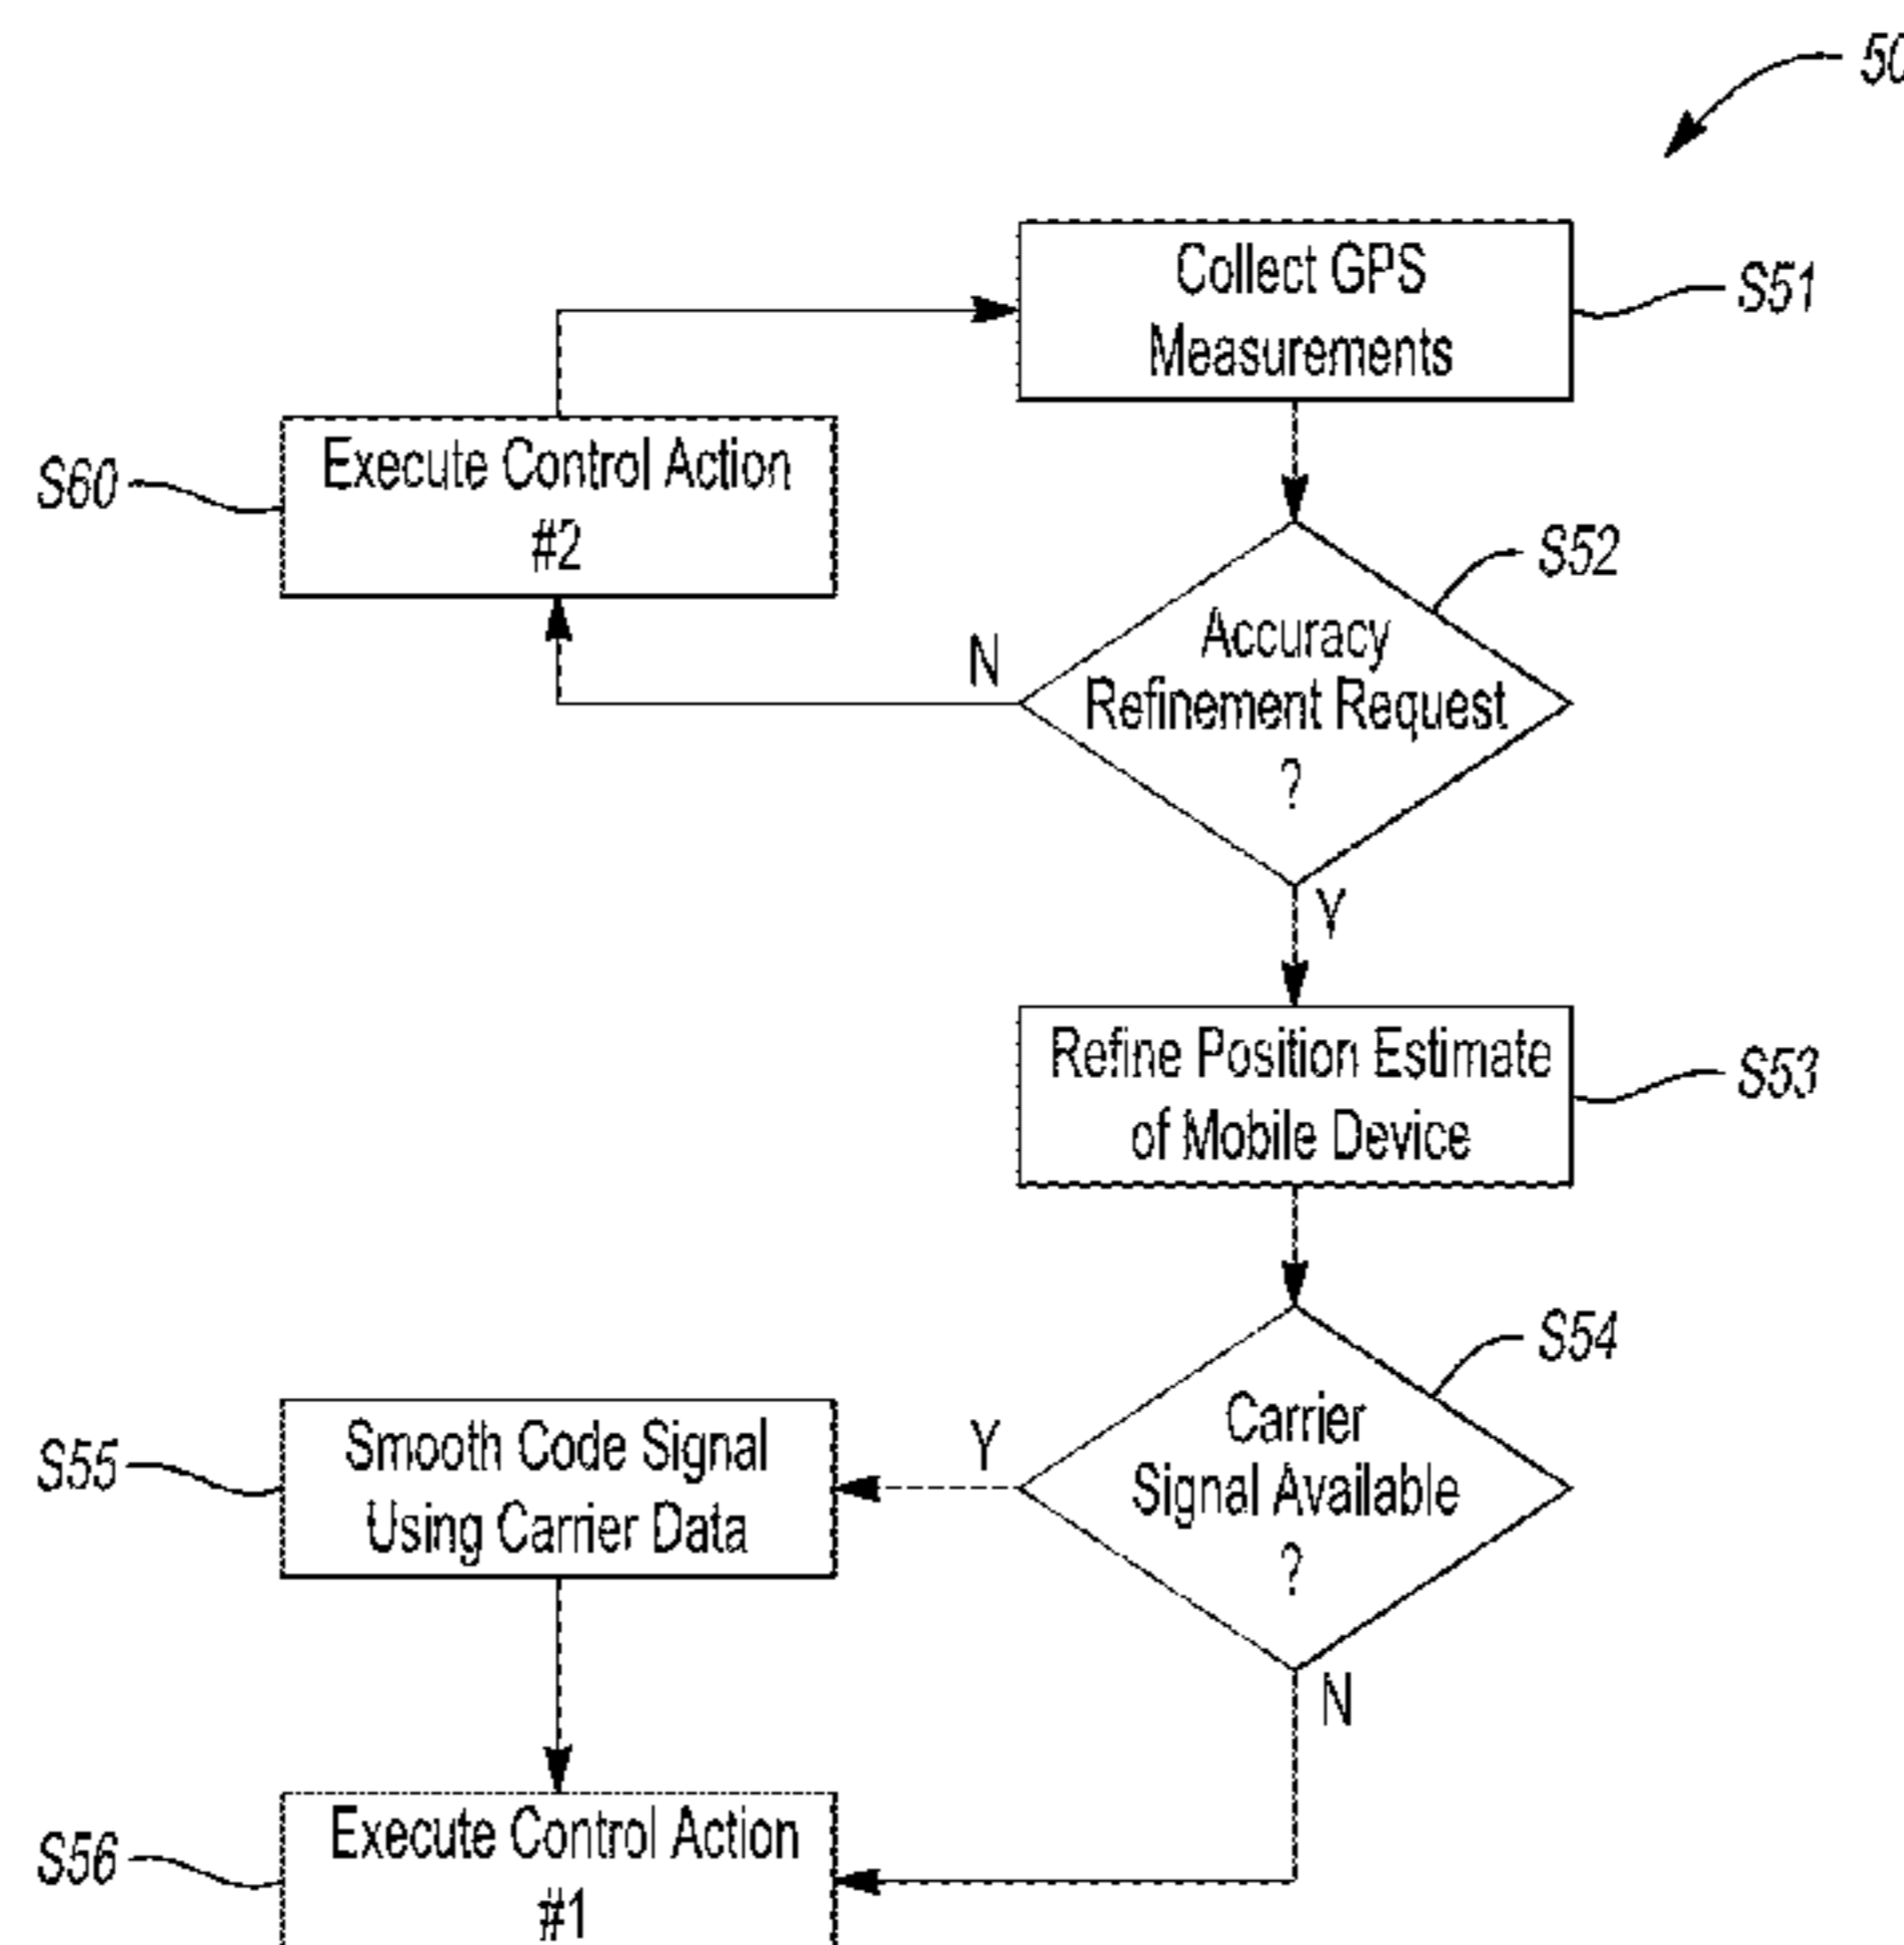 50
Collect GPS
Measurements
S51
S60
Execute Control Action
#2
S52
Accuracy
Refinement Request
?
N
Y
Refine Position Estimate
of Mobile Device
S53
S54
Carrier
Signal Available
?
Y
S55
Smooth Code Signal
Using Carrier Data
N
S56
Execute Control Action
#1